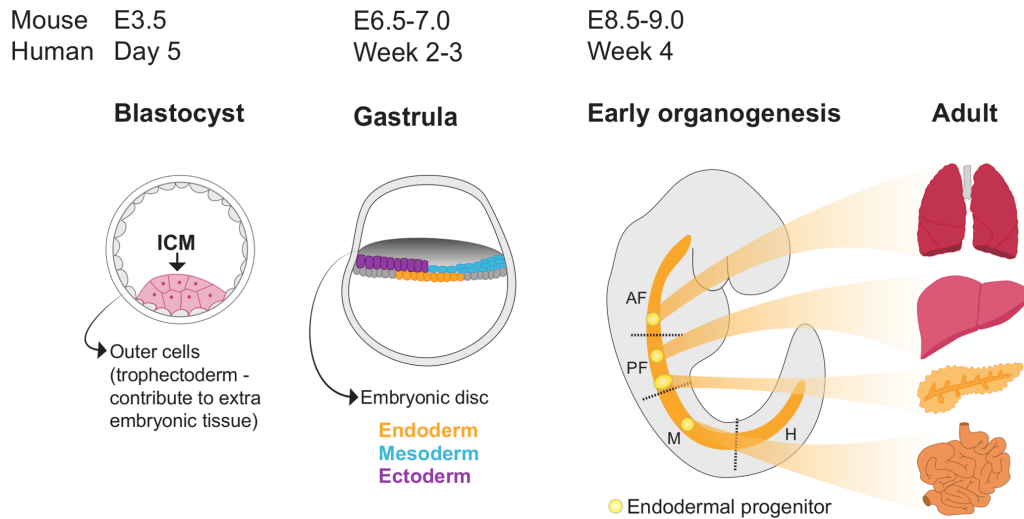 Mouse E3.5 E6.5-7.0 E8.5-9.0
Human Day 5 Week 2-3 Week 4
Blastocyst Gastrula Early organogenesis Adult
ICM
Outer cells
(trophectoderm -
contribute to extra
embryonic tissue)
Embryonic disc
Endoderm
Mesoderm
Ectoderm
AF
PF
M
H
Endodermal progenitor